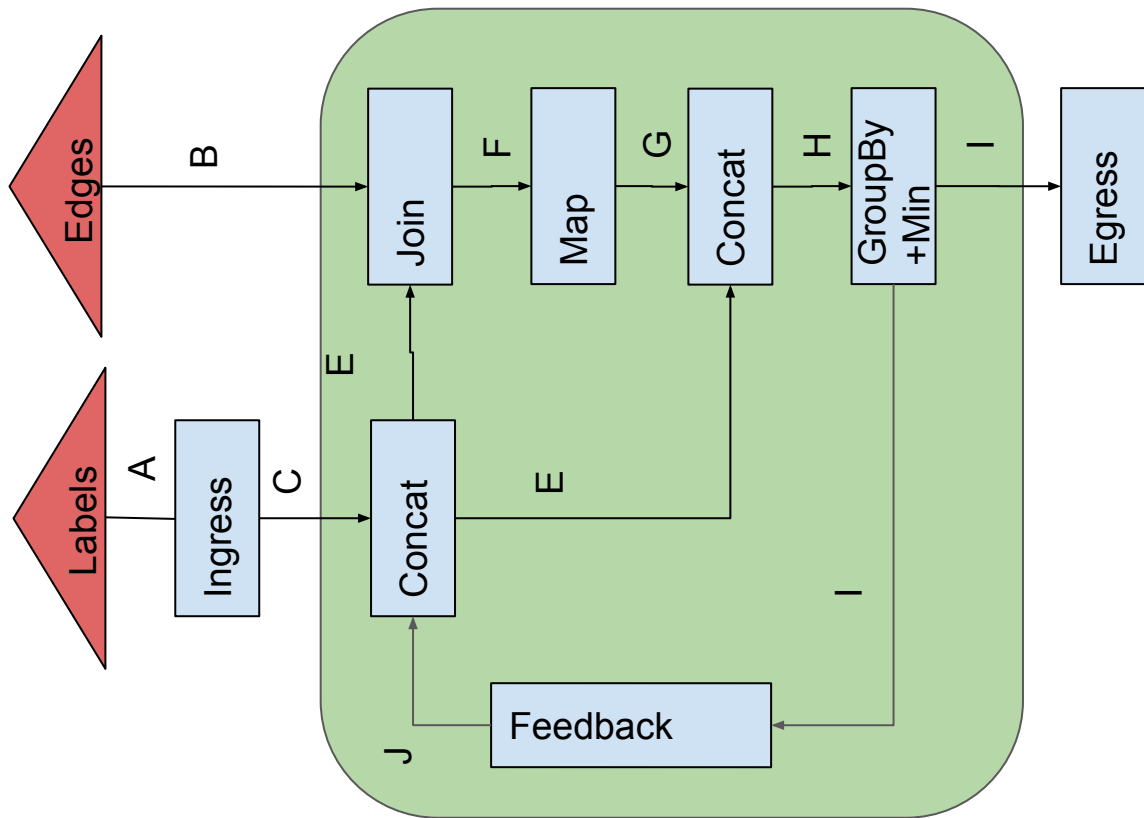 Edges
B
Labels
A
Ingress
C
E
Join
F
Map
G
Concat
H
GroupBy
+Min
I
Egress
Concat
E
I
Feedback
J